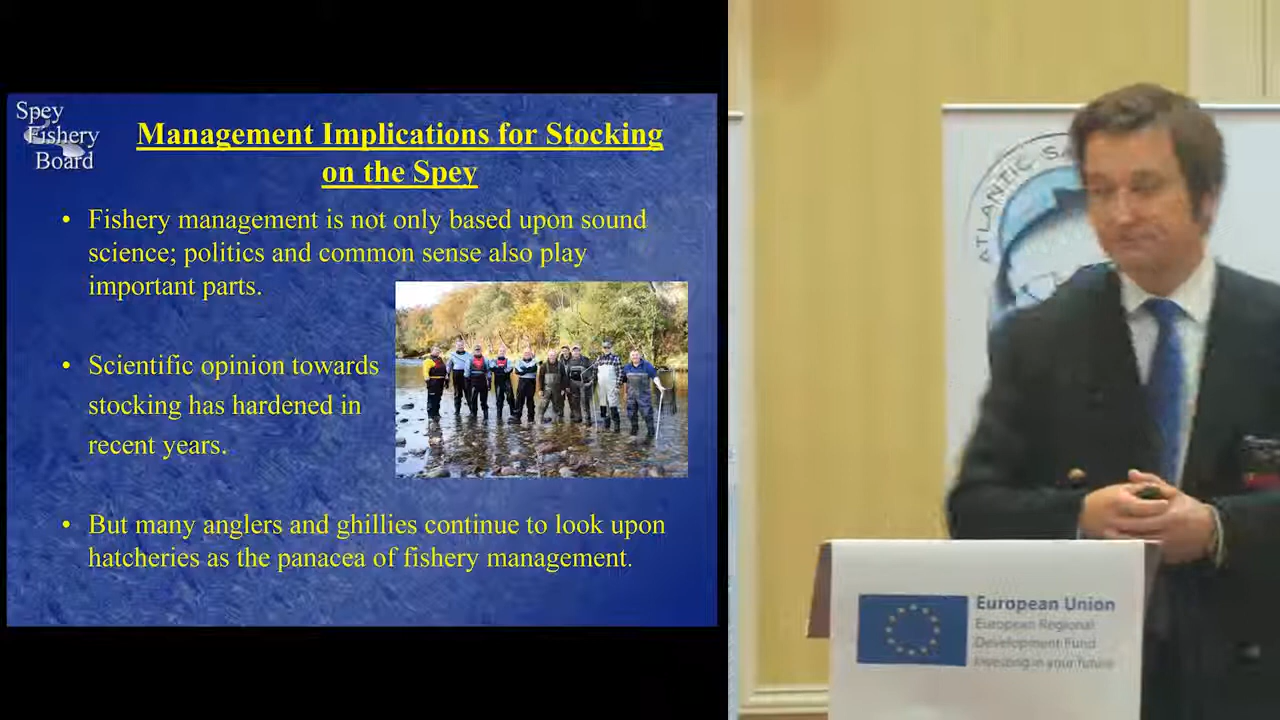 Spey
Fishery
Board
Management Implications for Stocking
on the Spey
• Fishery management is not only based upon sound
science; politics and common sense also play
important parts.
• Scientific opinion towards
stocking has hardened in
recent years.
• But many anglers and ghillies continue to look upon
hatcheries as the panacea of fishery management.
ATLANTIC SA
European Union
European Regional
Development Fund
Investing in your future